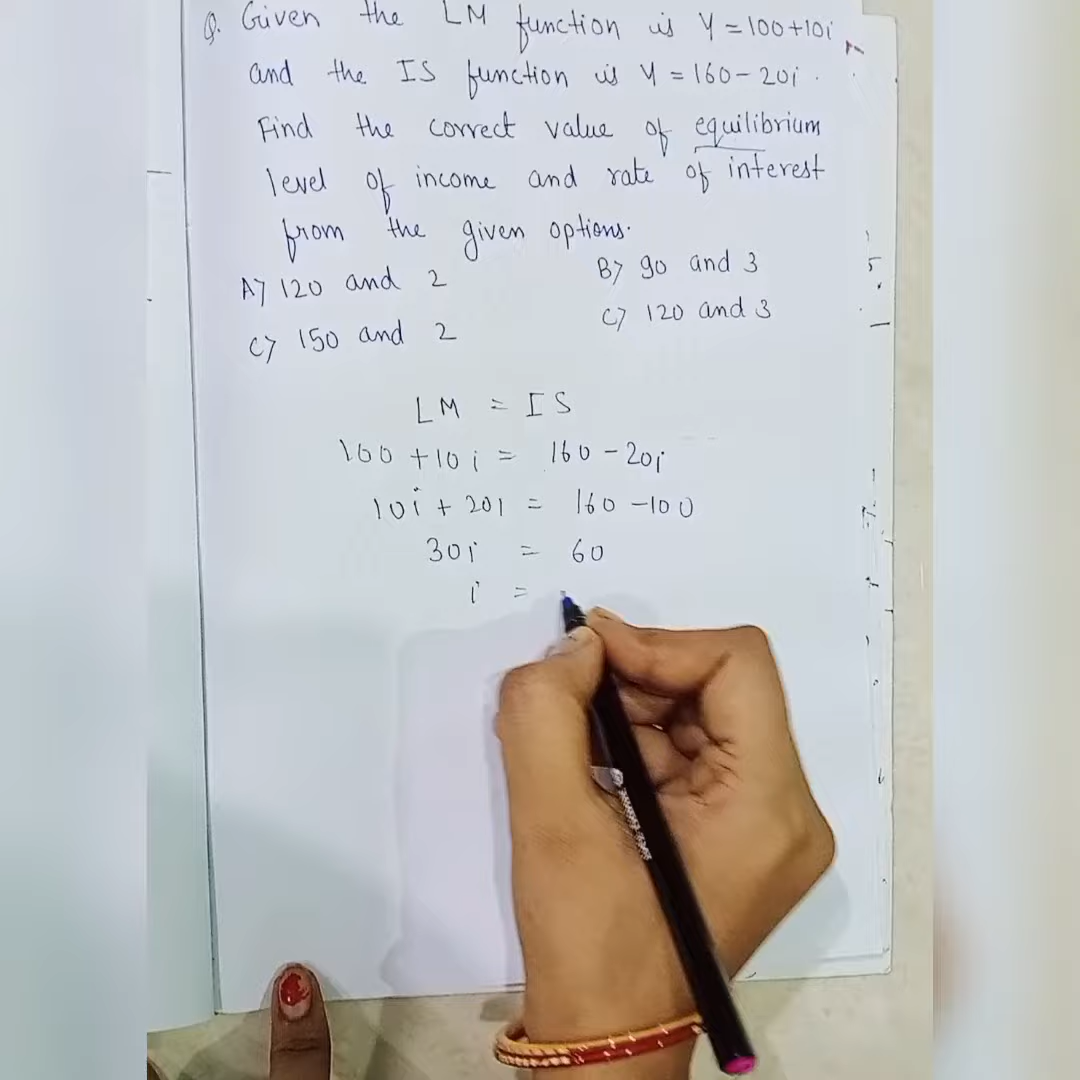 Q. Given the LM function is Y = 100+10i
and the IS function is Y = 160 - 20i.
Find the correct value of equilibrium
level of income and rate of interest
from the given options.
A) 120 and 2
B) 90 and 3
C) 150 and 2
C) 120 and 3
LM = IS
100 + 10i = 160 - 20i
10i + 20i = 160 - 100
30i = 60
i =